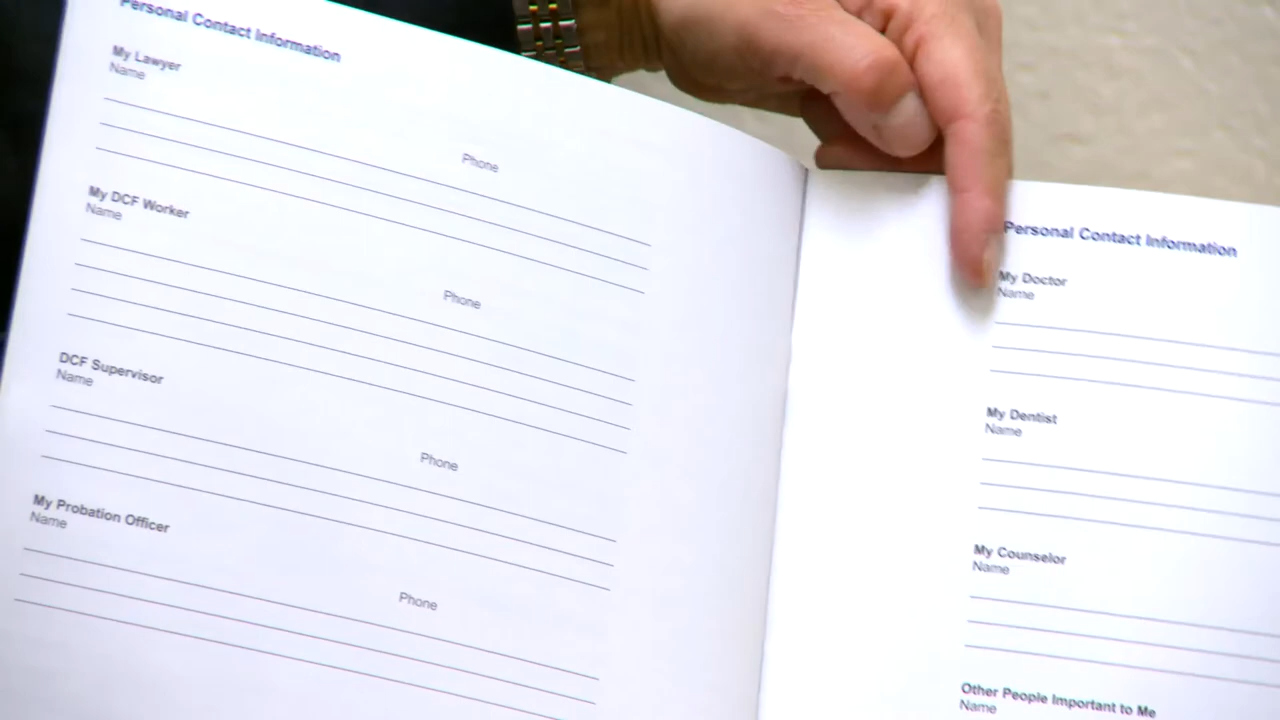 Personal Contact Information
My Lawyer
Name
Phone
My DCF Worker
Name
Phone
DCF Supervisor
Name
Phone
My Probation Officer
Name
Phone
Personal Contact Information
My Doctor
Name
My Dentist
Name
My Counselor
Name
Other People Important to Me
Name